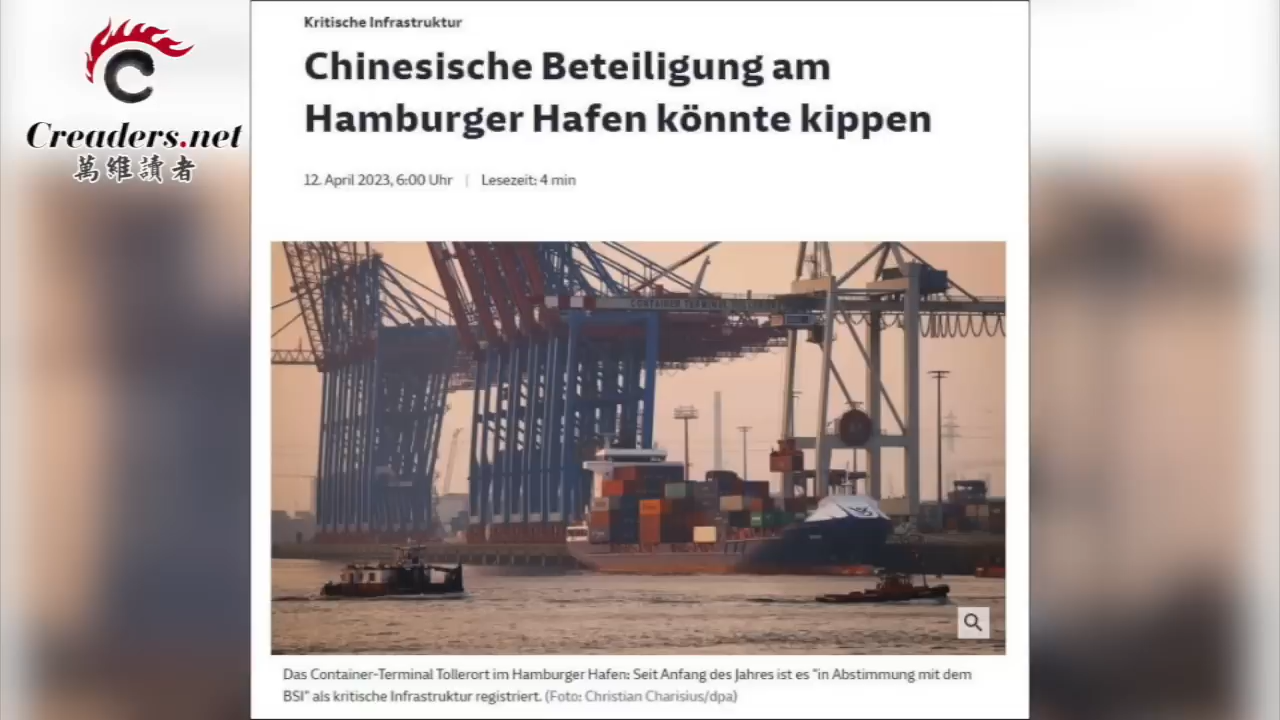 Creaders.net
萬維讀者
Kritische Infrastruktur
Chinesische Beteiligung am
Hamburger Hafen könnte kippen
12. April 2023, 6:00 Uhr | Lesezeit: 4 min
CONTAINER TERMINAL
Das Container-Terminal Tollerort im Hamburger Hafen: Seit Anfang des Jahres ist es "in Abstimmung mit dem
BSI" als kritische Infrastruktur registriert. (Foto: Christian Charisius/dpa)